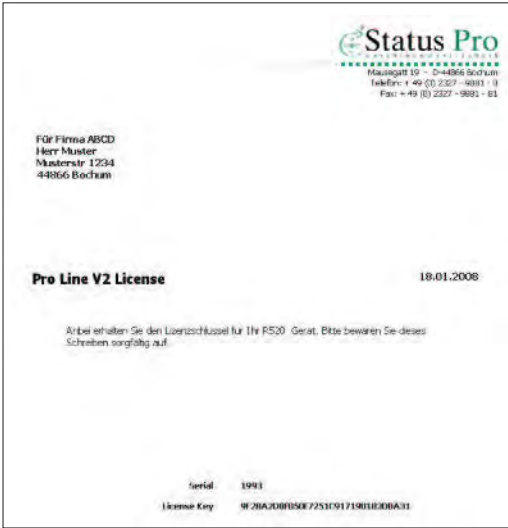 Status Pro
Mausegatt 19 - D-44866 Bochum
Telefon: + 49 (0) 2327 - 9881 - 0
Fax: + 49 (0) 2327 - 9881 - 81
Für Firma ABCD
Herr Muster
Musterstr 1234
44866 Bochum
Pro Line V2 License
18.01.2008
Anbei erhalten Sie den Lizenzschlüssel für Ihr R520 Gerät. Bitte bewaren Sie dieses
Schreiben sorgfältig auf.
Serial 1993
License Key